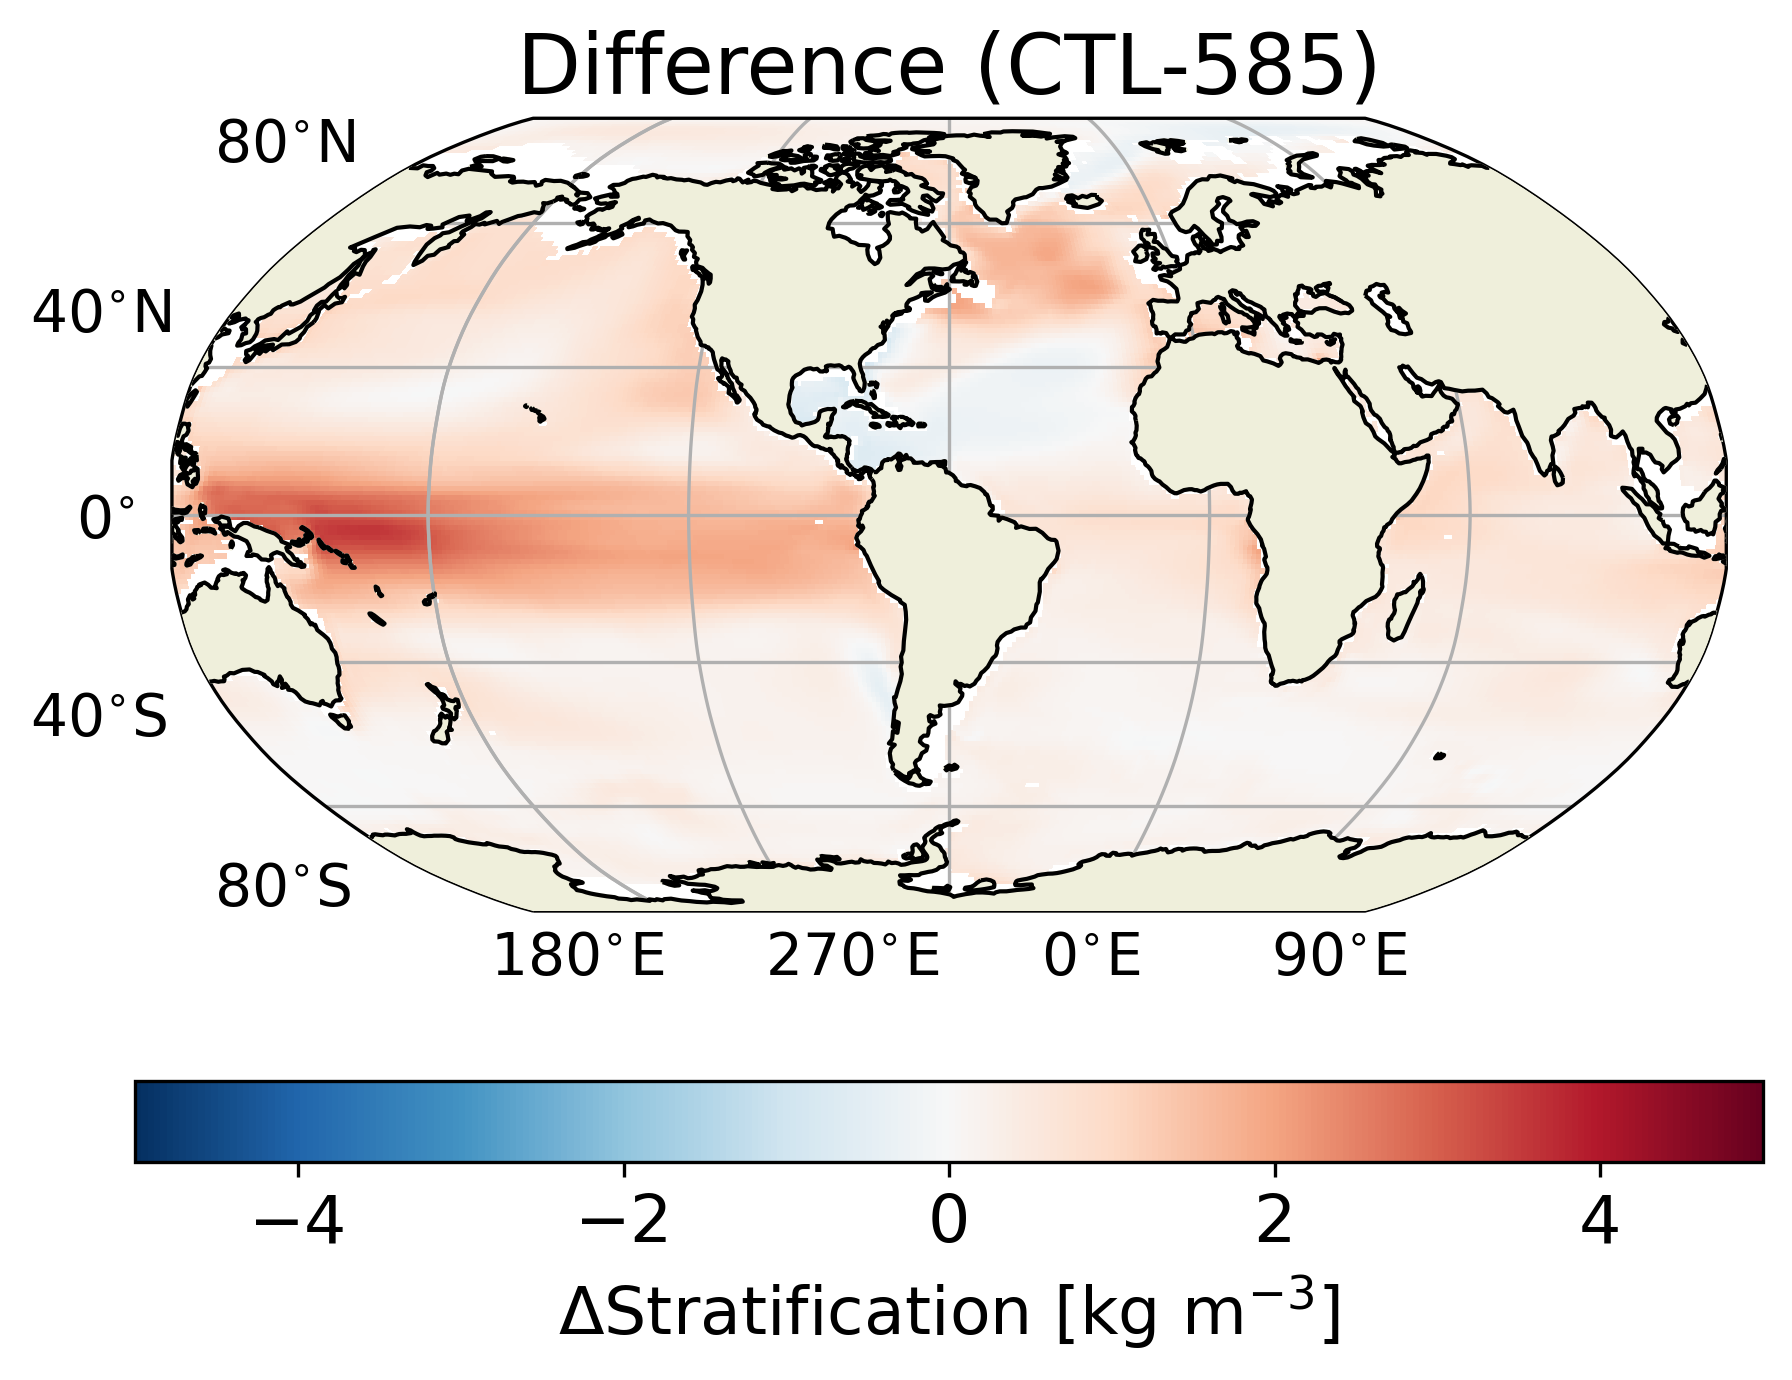 Difference (CTL-585)
80°N
40°N
0°
40°S
80°S
180°E 270°E 0°E 90°E
−4 −2 0 2 4
ΔStratification [kg m⁻³]